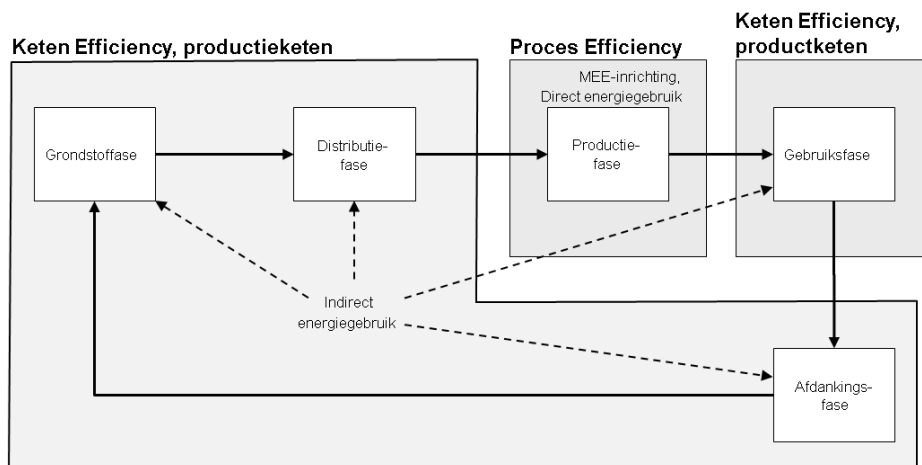 Keten Efficiency, productieketen
Proces Efficiency
Keten Efficiency,
productketen
MEE-inrichting,
Direct energiegebruik
Grondstoffase
Distributie-
fase
Productie-
fase
Gebruiksfase
Indirect
energiegebruik
Afdankings-
fase